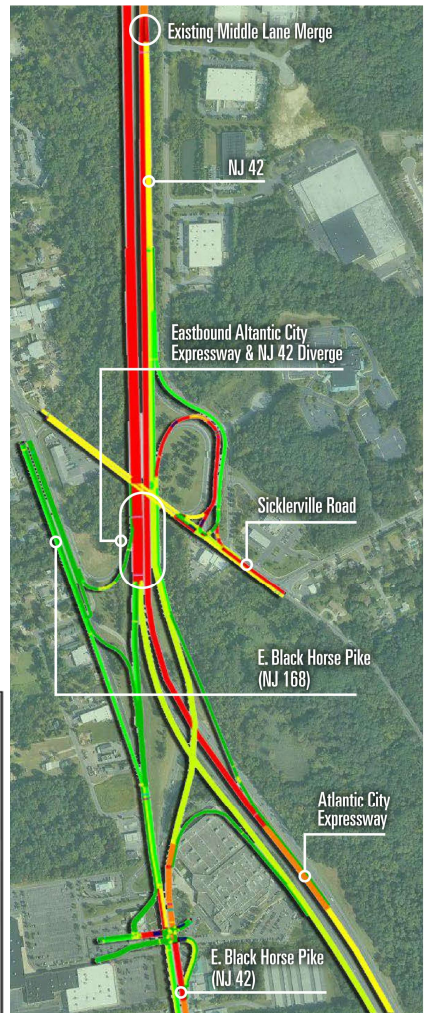 Existing Middle Lane Merge
NJ 42
Eastbound Altantic City
Expressway & NJ 42 Diverge
Sicklerville Road
E. Black Horse Pike
(NJ 168)
Atlantic City
Expressway
E. Black Horse Pike
(NJ 42)